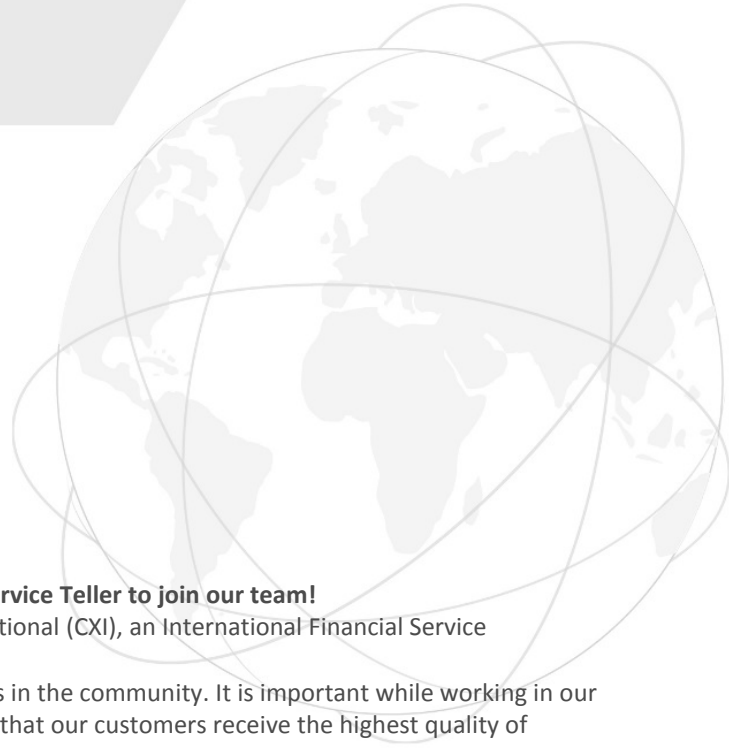 rvice Teller to join our team!
tional (CXI), an International Financial Service
s in the community. It is important while working in our
that our customers receive the highest quality of